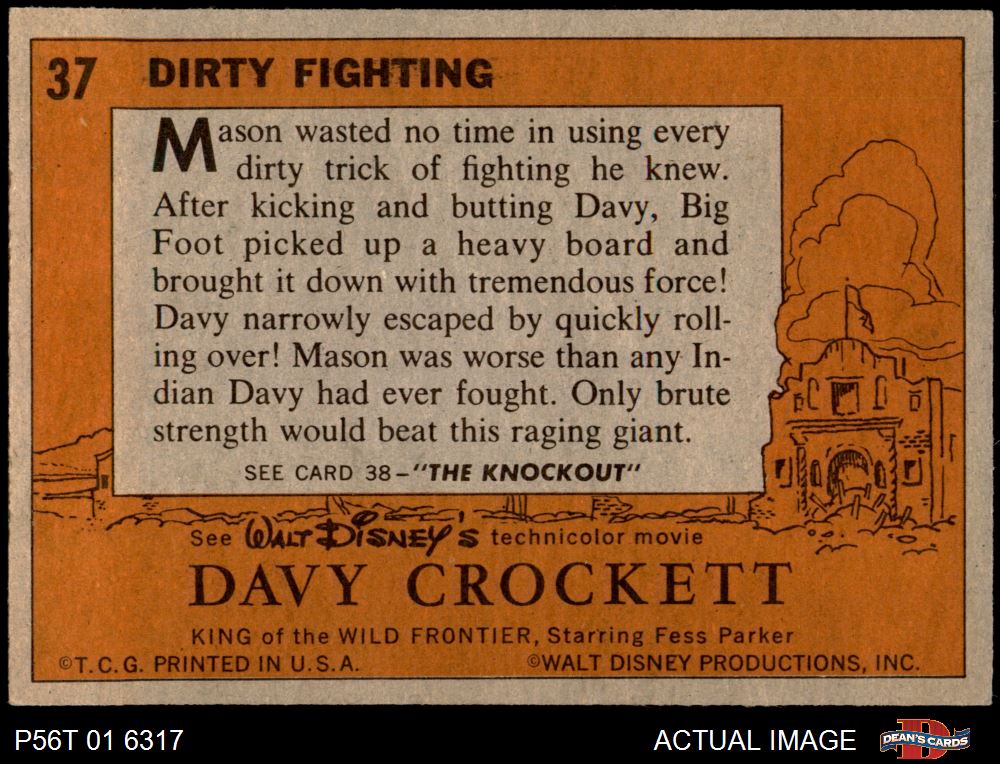 37 DIRTY FIGHTING
Mason wasted no time in using every
dirty trick of fighting he knew.
After kicking and butting Davy, Big
Foot picked up a heavy board and
brought it down with tremendous force!
Davy narrowly escaped by quickly roll-
ing over! Mason was worse than any In-
dian Davy had ever fought. Only brute
strength would beat this raging giant.
SEE CARD 38–"THE KNOCKOUT"
See WALT DISNEY'S technicolor movie
DAVY CROCKETT
KING of the WILD FRONTIER, Starring Fess Parker
©T.C.G. PRINTED IN U.S.A. ©WALT DISNEY PRODUCTIONS, INC.
P56T 01 6317 ACTUAL IMAGE D DEAN'S CARDS